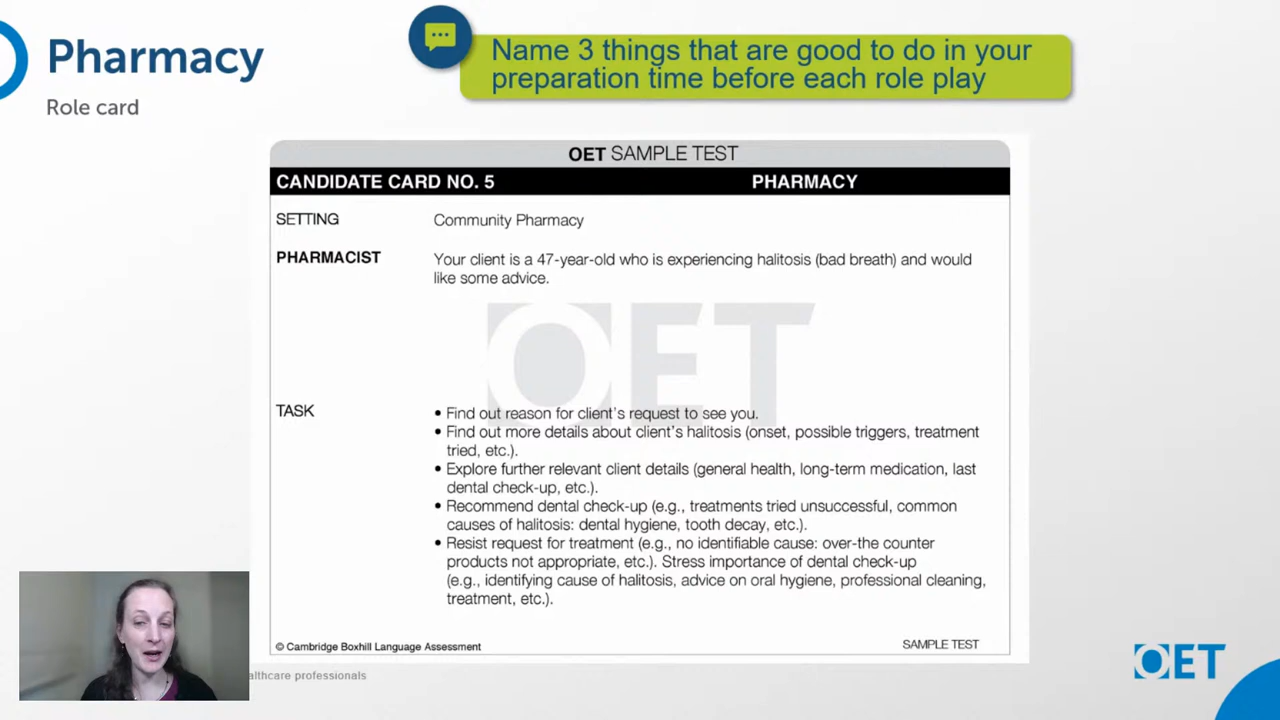 Pharmacy
Role card
Name 3 things that are good to do in your
preparation time before each role play
OET SAMPLE TEST
CANDIDATE CARD NO. 5 PHARMACY
SETTING Community Pharmacy
PHARMACIST Your client is a 47-year-old who is experiencing halitosis (bad breath) and would
like some advice.
OET
TASK • Find out reason for client's request to see you.
• Find out more details about client's halitosis (onset, possible triggers, treatment
tried, etc.).
• Explore further relevant client details (general health, long-term medication, last
dental check-up, etc.).
• Recommend dental check-up (e.g., treatments tried unsuccessful, common
causes of halitosis: dental hygiene, tooth decay, etc.).
• Resist request for treatment (e.g., no identifiable cause: over-the counter
products not appropriate, etc.). Stress importance of dental check-up
(e.g., identifying cause of halitosis, advice on oral hygiene, professional cleaning,
treatment, etc.).
© Cambridge Boxhill Language Assessment SAMPLE TEST
althcare professionals
OET